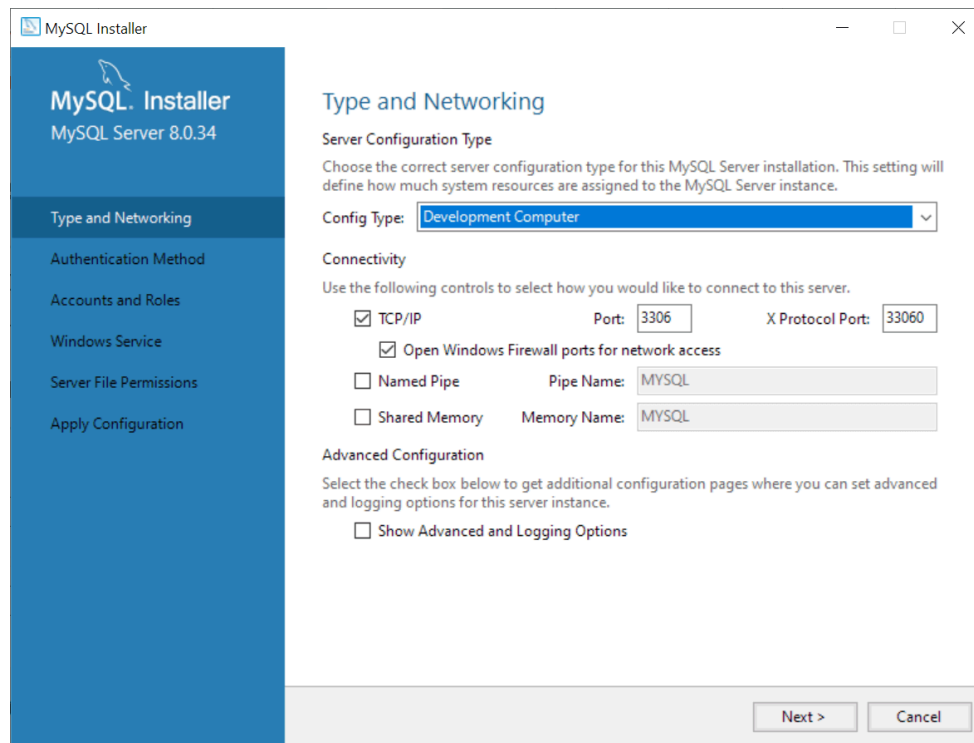 MySQL Installer
MySQL. Installer
MySQL Server 8.0.34
Type and Networking
Authentication Method
Accounts and Roles
Windows Service
Server File Permissions
Apply Configuration
Type and Networking
Server Configuration Type
Choose the correct server configuration type for this MySQL Server installation. This setting will
define how much system resources are assigned to the MySQL Server instance.
Config Type: Development Computer
Connectivity
Use the following controls to select how you would like to connect to this server.
TCP/IP Port: 3306 X Protocol Port: 33060
Open Windows Firewall ports for network access
Named Pipe Pipe Name: MYSQL
Shared Memory Memory Name: MYSQL
Advanced Configuration
Select the check box below to get additional configuration pages where you can set advanced
and logging options for this server instance.
Show Advanced and Logging Options
Next > Cancel